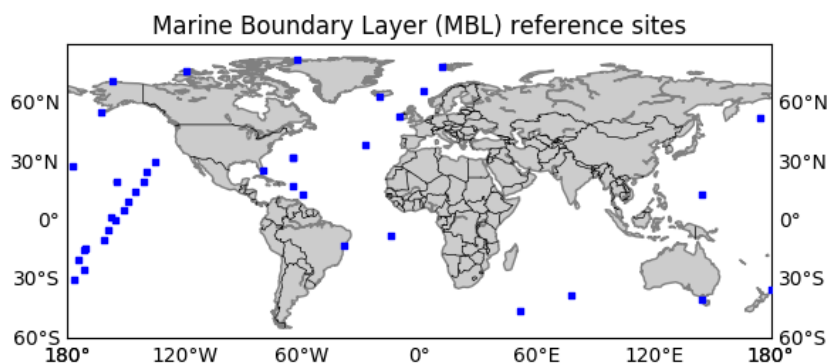 Marine Boundary Layer (MBL) reference sites
60°N 60°N
30°N 30°N
0° 0°
30°S 30°S
60°S 60°S
180° 120°W 60°W 0° 60°E 120°E 180°